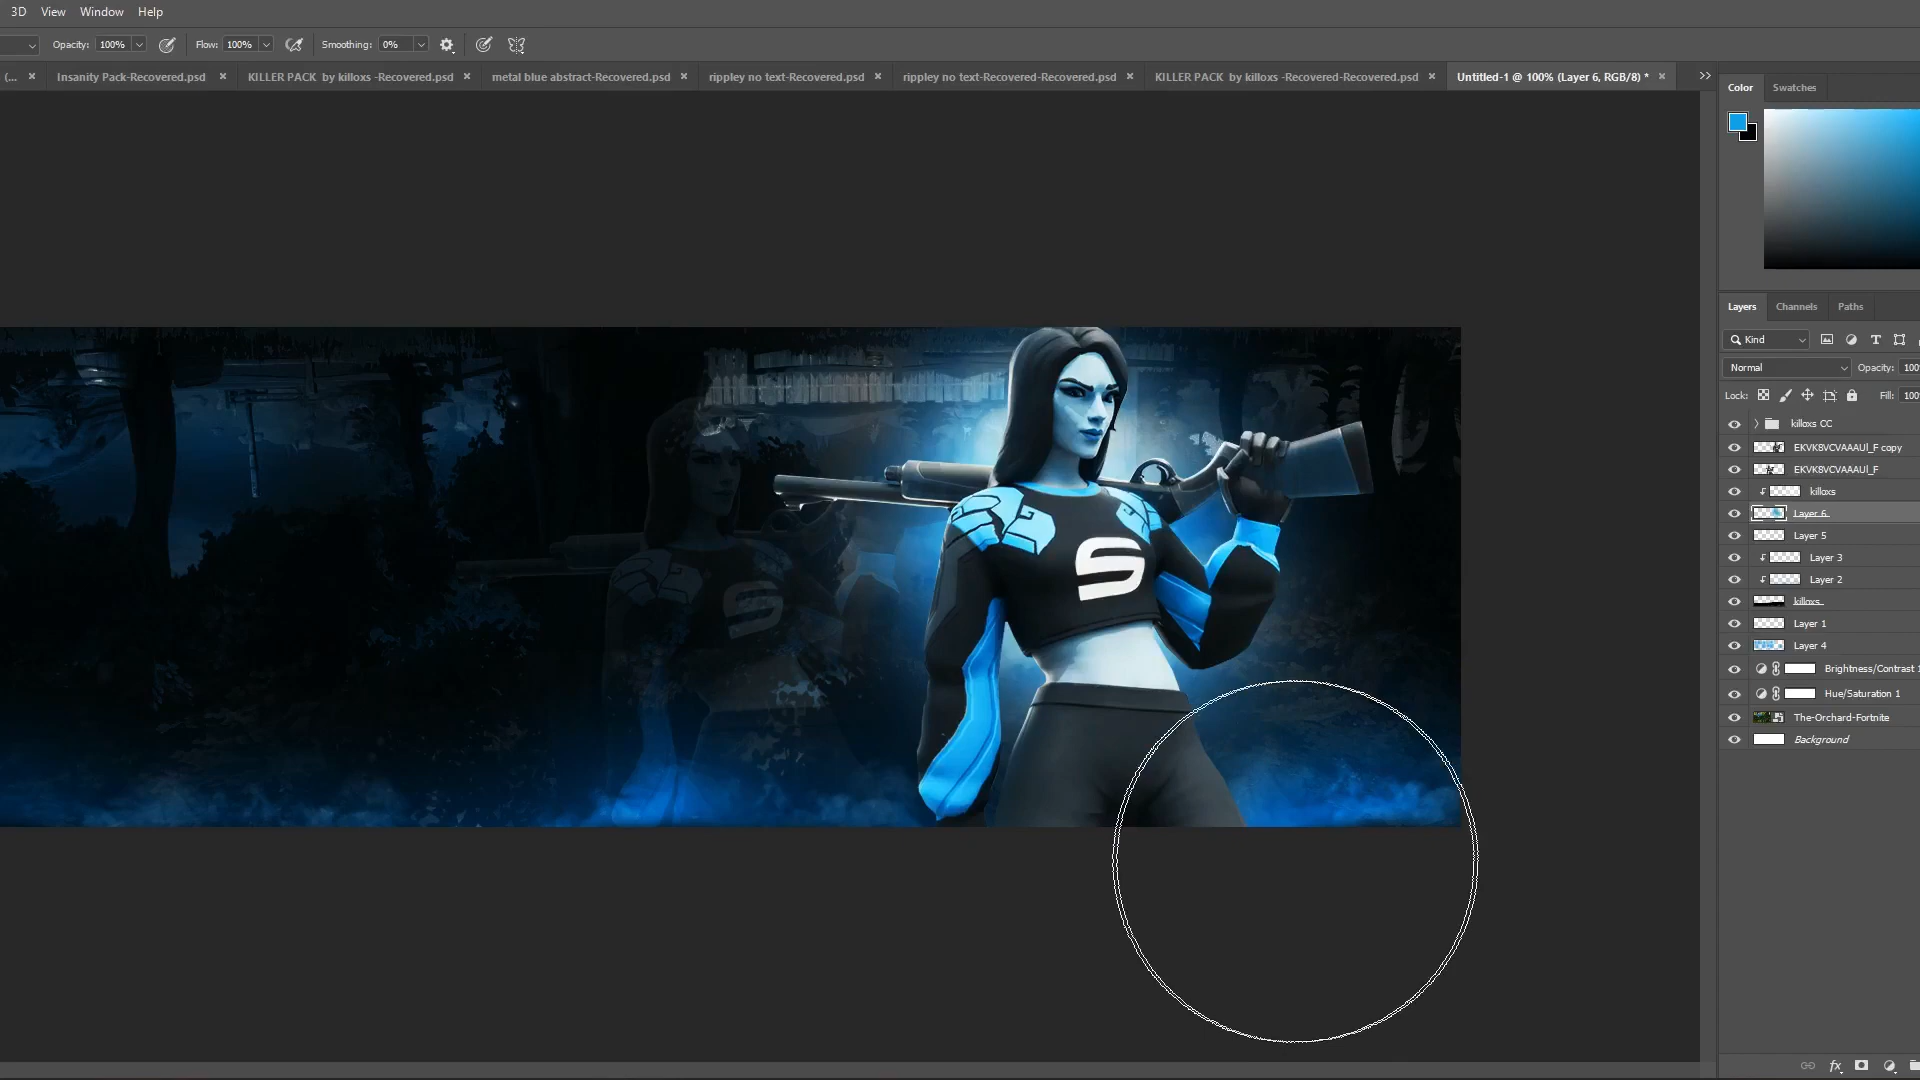 3D View Window Help
Opacity: 100% Flow: 100% Smoothing: 0%
(... × Insanity Pack-Recovered.psd × KILLER PACK by killoxs -Recovered.psd × metal blue abstract-Recovered.psd × rippley no text-Recovered.psd × rippley no text-Recovered-Recovered.psd × KILLER PACK by killoxs -Recovered-Recovered.psd × Untitled-1 @ 100% (Layer 6, RGB/8) * ×
Color Swatches
S
S
Layers Channels Paths
Kind
Normal Opacity: 100
Lock: Fill: 100
killoxs CC
EKVK8VCVAAAUl_F copy
EKVK8VCVAAAUl_F
killoxs
Layer 6
Layer 5
Layer 3
Layer 2
killoxs
Layer 1
Layer 4
Brightness/Contrast 1
Hue/Saturation 1
The-Orchard-Fortnite
Background
fx